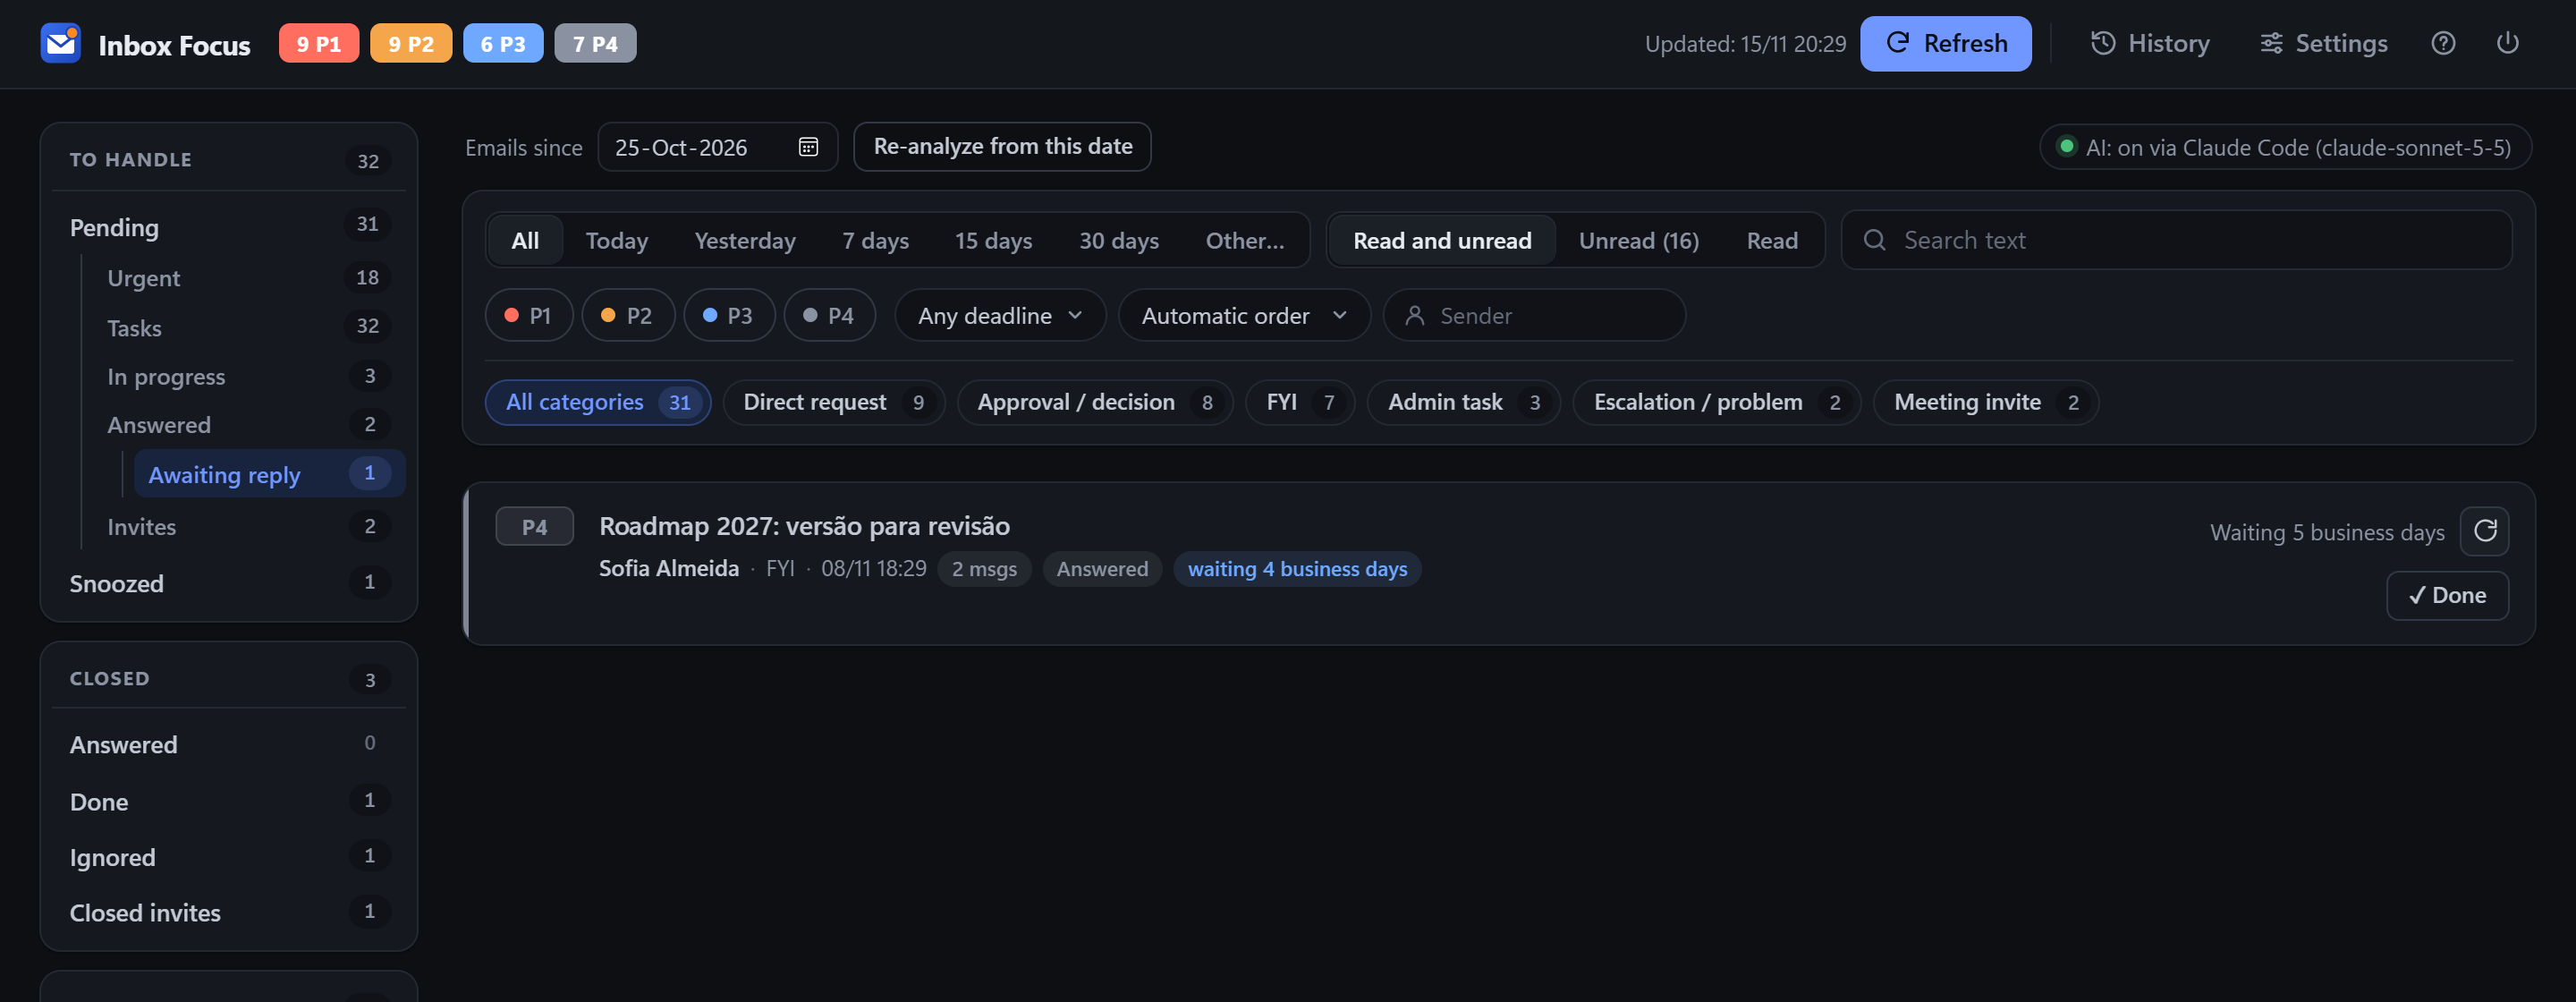 Inbox Focus 9 P1 9 P2 6 P3 7 P4 Updated: 15/11 20:29 Refresh History Settings
TO HANDLE 32
Pending 31
Urgent 18
Tasks 32
In progress 3
Answered 2
Awaiting reply 1
Invites 2
Snoozed 1
CLOSED 3
Answered 0
Done 1
Ignored 1
Closed invites 1
Emails since 25-Oct-2026 Re-analyze from this date AI: on via Claude Code (claude-sonnet-5-5)
All Today Yesterday 7 days 15 days 30 days Other... Read and unread Unread (16) Read Search text
P1 P2 P3 P4 Any deadline Automatic order Sender
All categories 31 Direct request 9 Approval / decision 8 FYI 7 Admin task 3 Escalation / problem 2 Meeting invite 2
P4 Roadmap 2027: versão para revisão Waiting 5 business days
Sofia Almeida · FYI · 08/11 18:29 2 msgs Answered waiting 4 business days
✓ Done